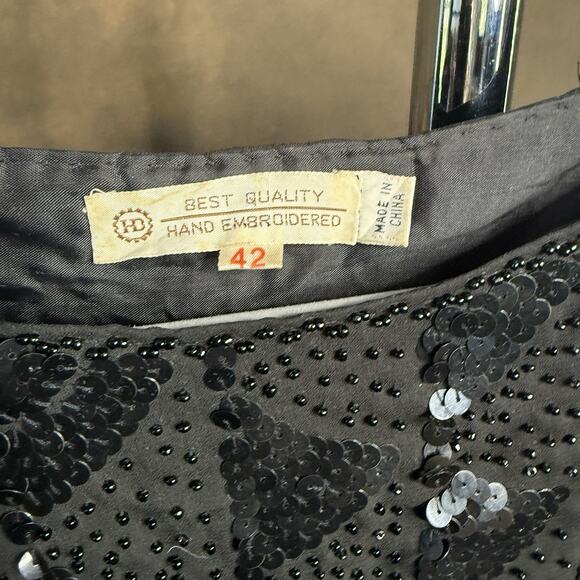 HD
BEST QUALITY
HAND EMBROIDERED
42
MADE IN
CHINA